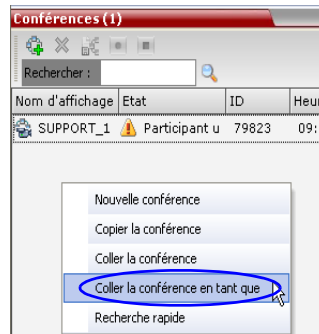 Conférences (1)
Rechercher :
Nom d'affichage Etat ID Heur
SUPPORT_1 Participant u 79823 09:
Nouvelle conférence
Copier la conférence
Coller la conférence
Coller la conférence en tant que
Recherche rapide